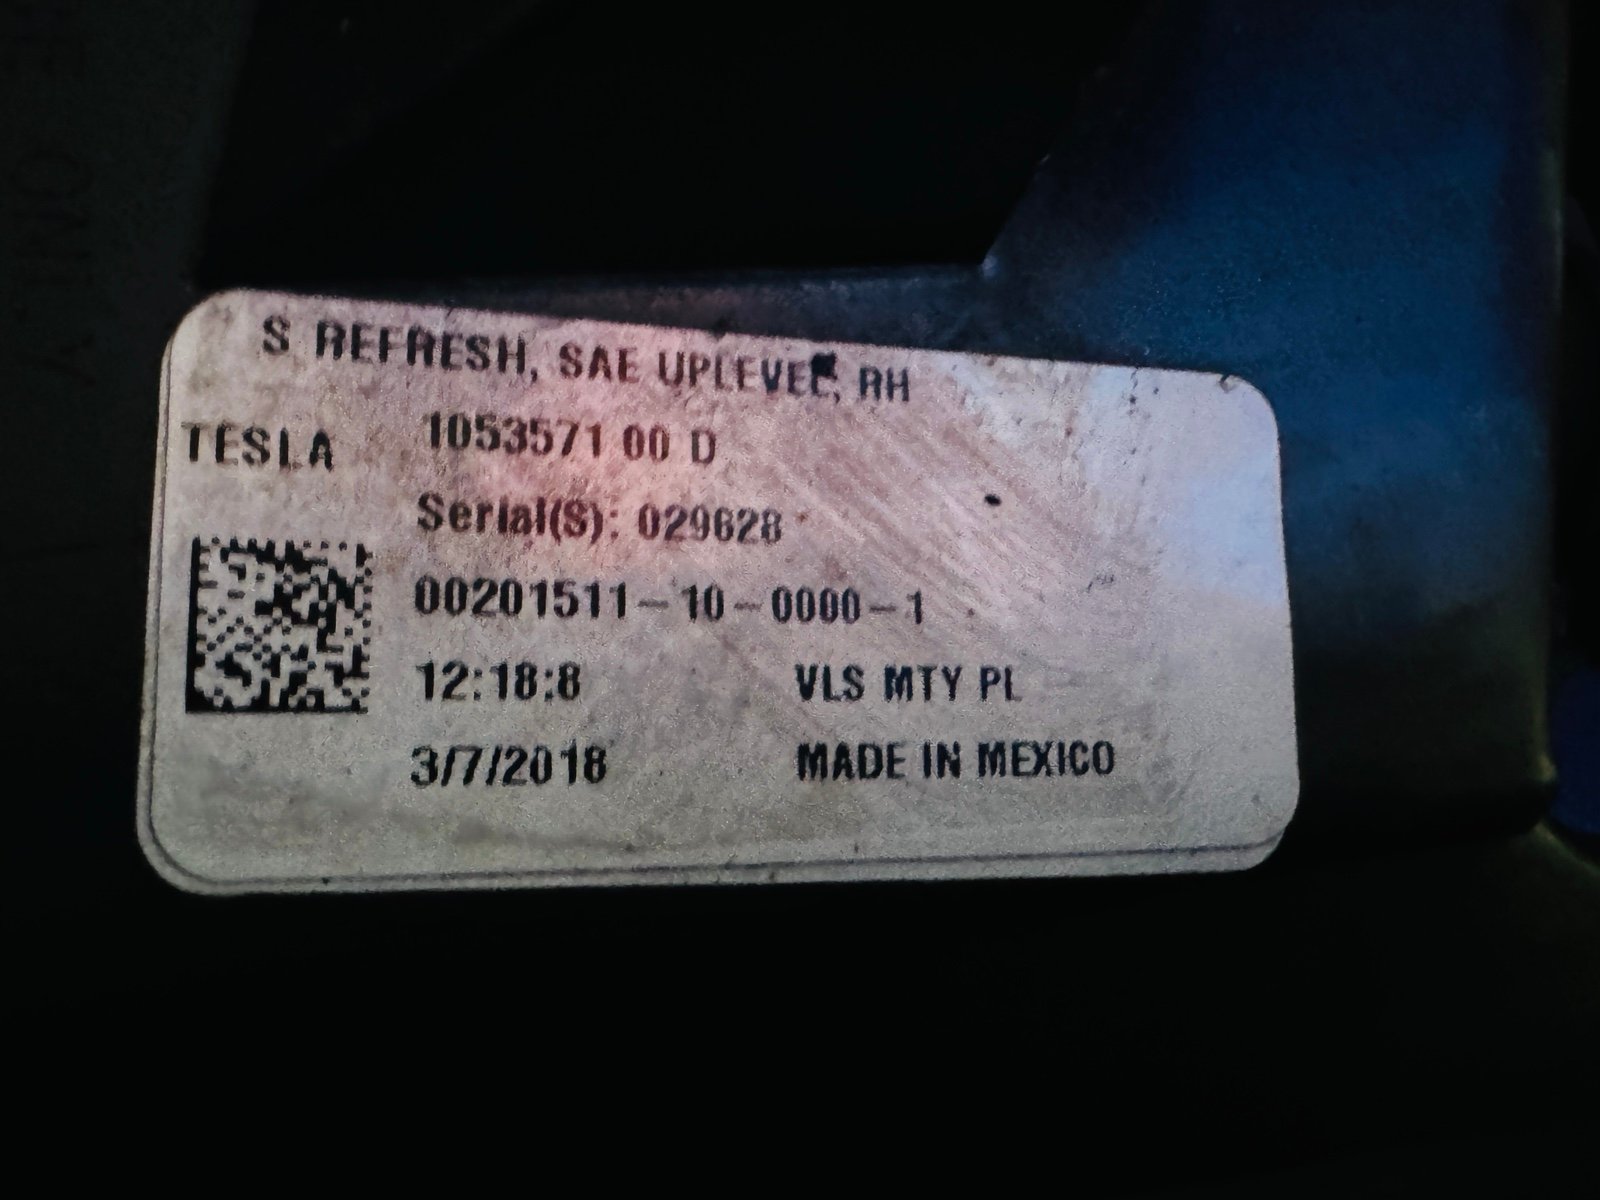 S REFRESH, SAE UPLEVEL, RH
TESLA
1053571 00 D
Serial(S): 029628
00201511-10-0000-1
12:18:8
VLS MTY PL
3/7/2018
MADE IN MEXICO